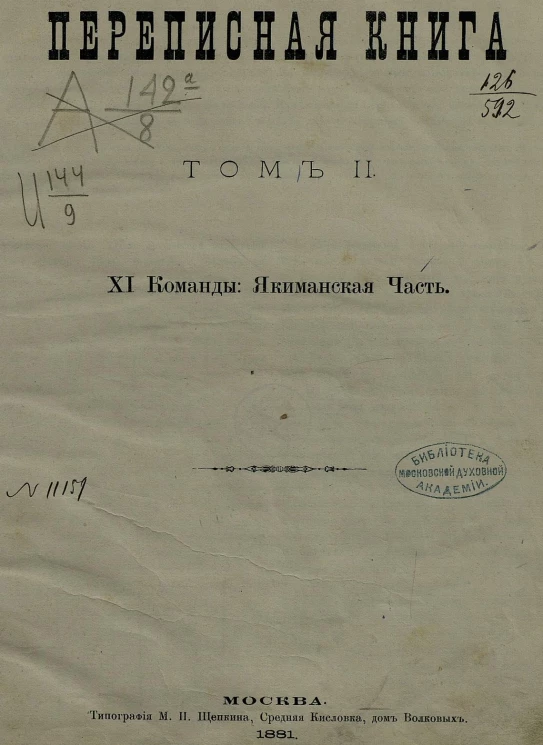 ПЕРЕПИСНАЯ КНИГА
А 142а/8
126/592
ТОМЪ II.
И 144/9
XI Команды: Якиманская Часть.
БИБЛІОТЕКА
МОСКОВСКОЙ ДУХОВНОЙ
АКАДЕМІИ.
N 11151
МОСКВА.
Типографія М. П. Щепкина, Средняя Кисловка, домъ Волковыхъ.
1881.